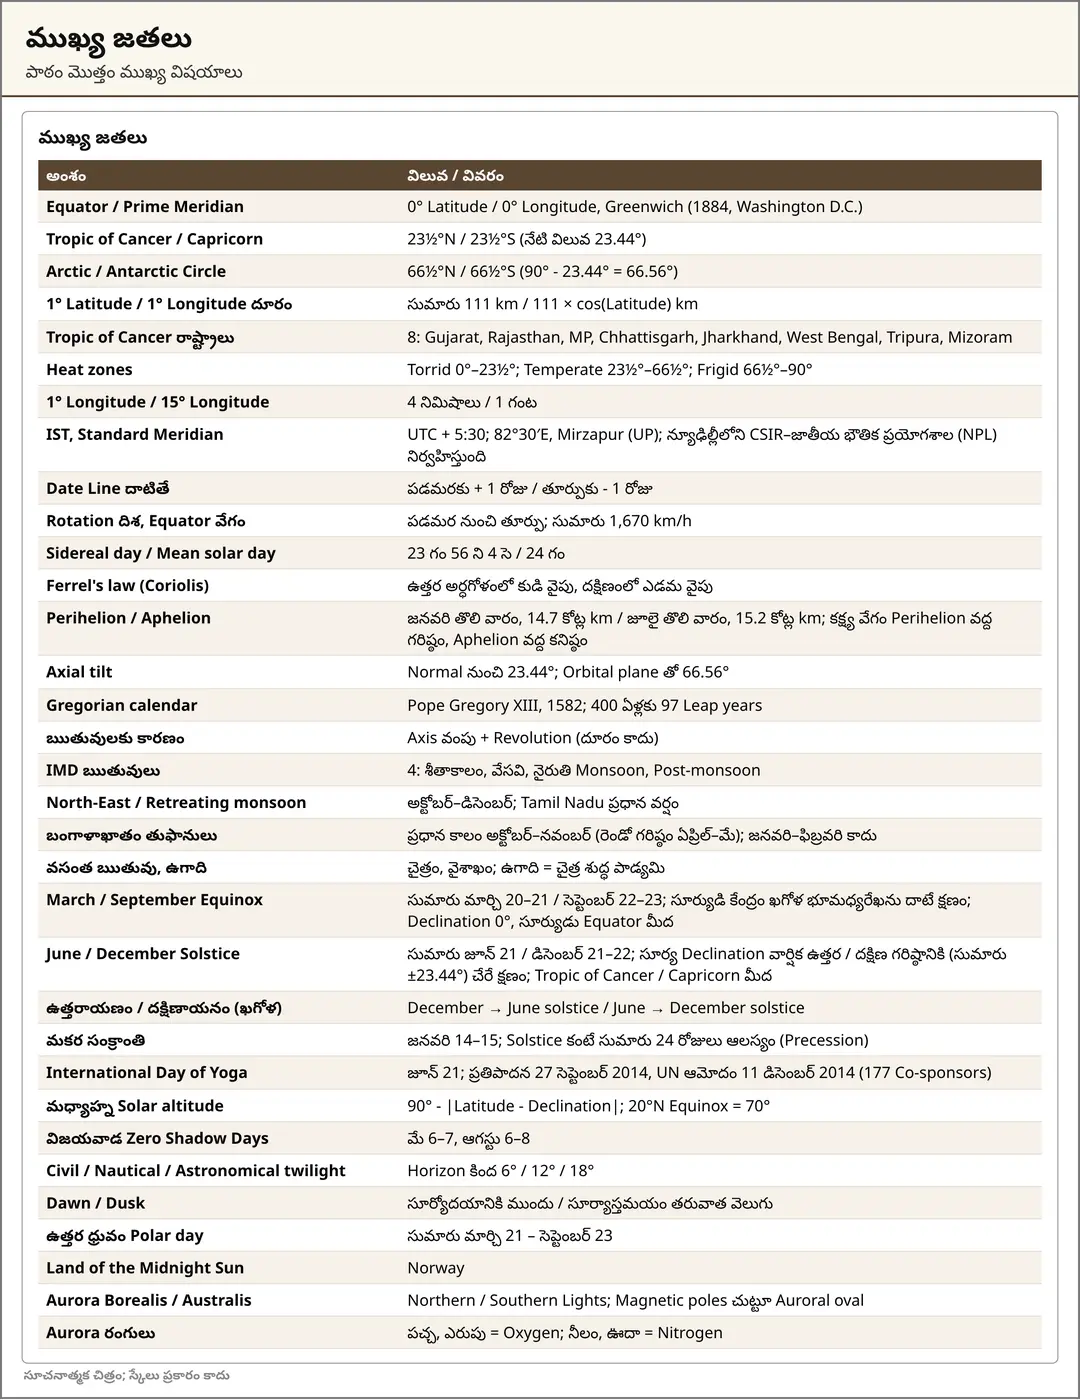 ముఖ్య జతలు
పాఠం మొత్తం ముఖ్య విషయాలు
ముఖ్య జతలు
అంశం విలువ / వివరం
Equator / Prime Meridian 0° Latitude / 0° Longitude, Greenwich (1884, Washington D.C.)
Tropic of Cancer / Capricorn 23½°N / 23½°S (నేటి విలువ 23.44°)
Arctic / Antarctic Circle 66½°N / 66½°S (90° - 23.44° = 66.56°)
1° Latitude / 1° Longitude దూరం సుమారు 111 km / 111 × cos(Latitude) km
Tropic of Cancer రాష్ట్రాలు 8: Gujarat, Rajasthan, MP, Chhattisgarh, Jharkhand, West Bengal, Tripura, Mizoram
Heat zones Torrid 0°–23½°; Temperate 23½°–66½°; Frigid 66½°–90°
1° Longitude / 15° Longitude 4 నిమిషాలు / 1 గంట
IST, Standard Meridian UTC + 5:30; 82°30′E, Mirzapur (UP); న్యూఢిల్లీలోని CSIR–జాతీయ భౌతిక ప్రయోగశాల (NPL)
నిర్వహిస్తుంది
Date Line దాటితే పడమరకు + 1 రోజు / తూర్పుకు - 1 రోజు
Rotation దిశ, Equator వేగం పడమర నుంచి తూర్పు; సుమారు 1,670 km/h
Sidereal day / Mean solar day 23 గం 56 ని 4 సె / 24 గం
Ferrel's law (Coriolis) ఉత్తర అర్ధగోళంలో కుడి వైపు, దక్షిణంలో ఎడమ వైపు
Perihelion / Aphelion జనవరి తొలి వారం, 14.7 కోట్ల km / జూలై తొలి వారం, 15.2 కోట్ల km; కక్ష్య వేగం Perihelion వద్ద
గరిష్ఠం, Aphelion వద్ద కనిష్ఠం
Axial tilt Normal నుంచి 23.44°; Orbital plane తో 66.56°
Gregorian calendar Pope Gregory XIII, 1582; 400 ఏళ్లకు 97 Leap years
ఋతువులకు కారణం Axis వంపు + Revolution (దూరం కాదు)
IMD ఋతువులు 4: శీతాకాలం, వేసవి, నైరుతి Monsoon, Post-monsoon
North-East / Retreating monsoon అక్టోబర్–డిసెంబర్; Tamil Nadu ప్రధాన వర్షం
బంగాళాఖాతం తుఫానులు ప్రధాన కాలం అక్టోబర్–నవంబర్ (రెండో గరిష్ఠం ఏప్రిల్–మే); జనవరి–ఫిబ్రవరి కాదు
వసంత ఋతువు, ఉగాది చైత్రం, వైశాఖం; ఉగాది = చైత్ర శుద్ధ పాడ్యమి
March / September Equinox సుమారు మార్చి 20–21 / సెప్టెంబర్ 22–23; సూర్యుడి కేంద్రం ఖగోళ భూమధ్యరేఖను దాటే క్షణం;
Declination 0°, సూర్యుడు Equator మీద
June / December Solstice సుమారు జూన్ 21 / డిసెంబర్ 21–22; సూర్య Declination వార్షిక ఉత్తర / దక్షిణ గరిష్ఠానికి (సుమారు
±23.44°) చేరే క్షణం; Tropic of Cancer / Capricorn మీద
ఉత్తరాయణం / దక్షిణాయనం (ఖగోళ) December → June solstice / June → December solstice
మకర సంక్రాంతి జనవరి 14–15; Solstice కంటే సుమారు 24 రోజులు ఆలస్యం (Precession)
International Day of Yoga జూన్ 21; ప్రతిపాదన 27 సెప్టెంబర్ 2014, UN ఆమోదం 11 డిసెంబర్ 2014 (177 Co-sponsors)
మధ్యాహ్న Solar altitude 90° - |Latitude - Declination|; 20°N Equinox = 70°
విజయవాడ Zero Shadow Days మే 6–7, ఆగస్టు 6–8
Civil / Nautical / Astronomical twilight Horizon కింద 6° / 12° / 18°
Dawn / Dusk సూర్యోదయానికి ముందు / సూర్యాస్తమయం తరువాత వెలుగు
ఉత్తర ధ్రువం Polar day సుమారు మార్చి 21 – సెప్టెంబర్ 23
Land of the Midnight Sun Norway
Aurora Borealis / Australis Northern / Southern Lights; Magnetic poles చుట్టూ Auroral oval
Aurora రంగులు పచ్చ, ఎరుపు = Oxygen; నీలం, ఊదా = Nitrogen
సూచనాత్మక చిత్రం; స్కేలు ప్రకారం కాదు